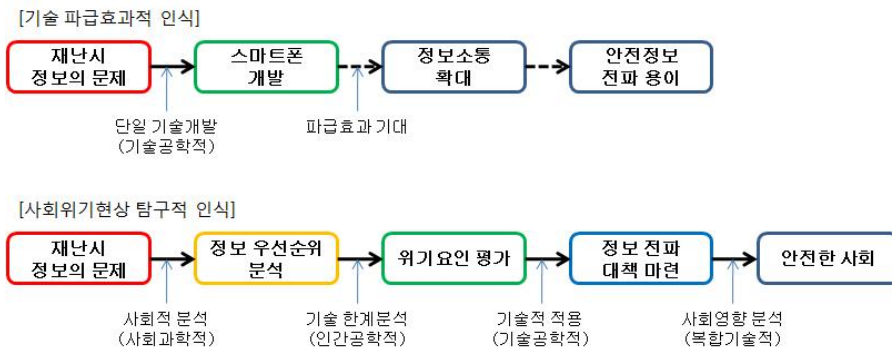 [기술 파급효과적 인식]
재난시
정보의 문제
스마트폰
개발
정보소통
확대
안전정보
전파 용이
단일 기술개발
(기술공학적)
파급효과 기대
[사회위기현상 탐구적 인식]
재난시
정보의 문제
정보 우선순위
분석
위기요인 평가
정보 전파
대책 마련
안전한 사회
사회적 분석
(사회과학적)
기술 한계분석
(인간공학적)
기술적 적용
(기술공학적)
사회영향 분석
(복합기술적)